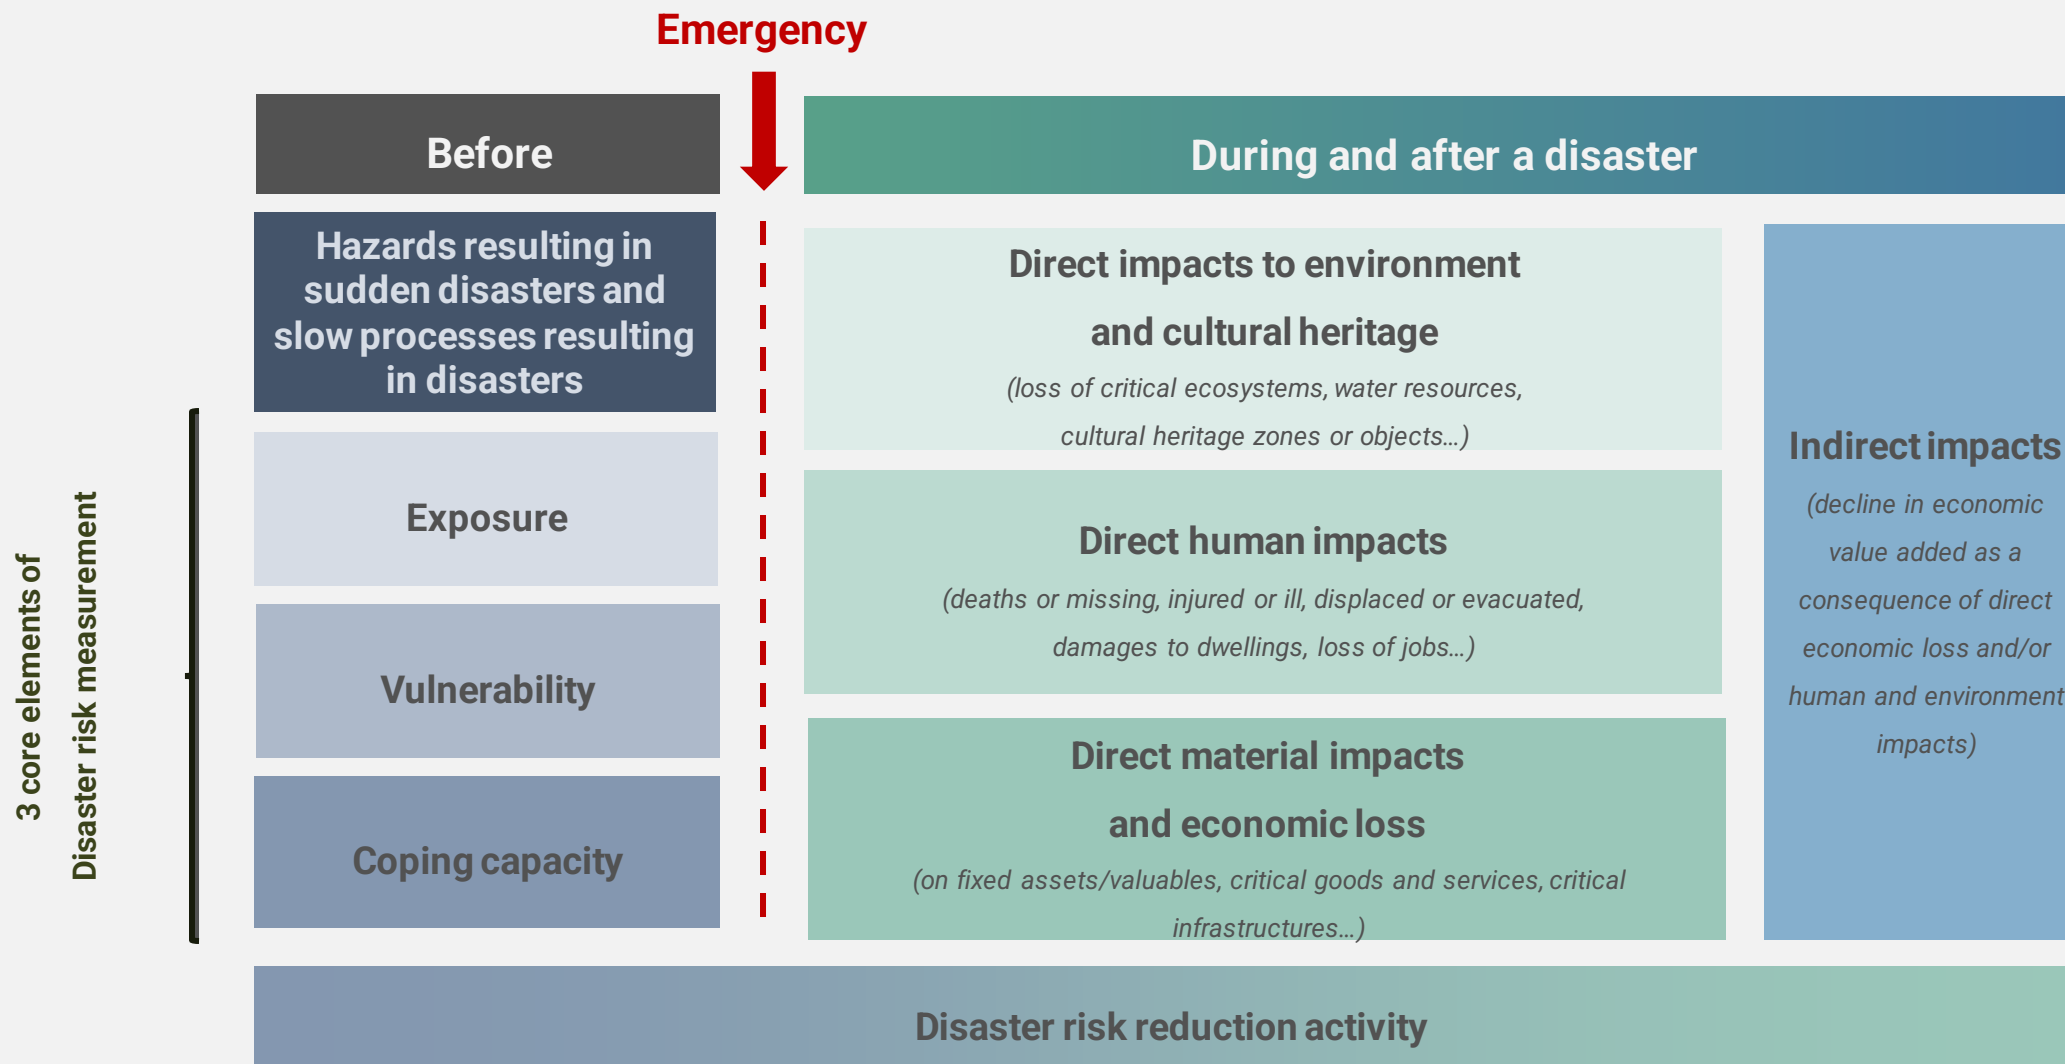 Emergency
Before
During and after a disaster
Hazards resulting in
sudden disasters and
slow processes resulting
in disasters
Exposure
Vulnerability
Coping capacity
3 core elements of
Disaster risk measurement
Direct impacts to environment
and cultural heritage
(loss of critical ecosystems, water resources,
cultural heritage zones or objects…)
Direct human impacts
(deaths or missing, injured or ill, displaced or evacuated,
damages to dwellings, loss of jobs…)
Direct material impacts
and economic loss
(on fixed assets/valuables, critical goods and services, critical
infrastructures…)
Indirect impacts
(decline in economic
value added as a
consequence of direct
economic loss and/or
human and environment
impacts)
Disaster risk reduction activity